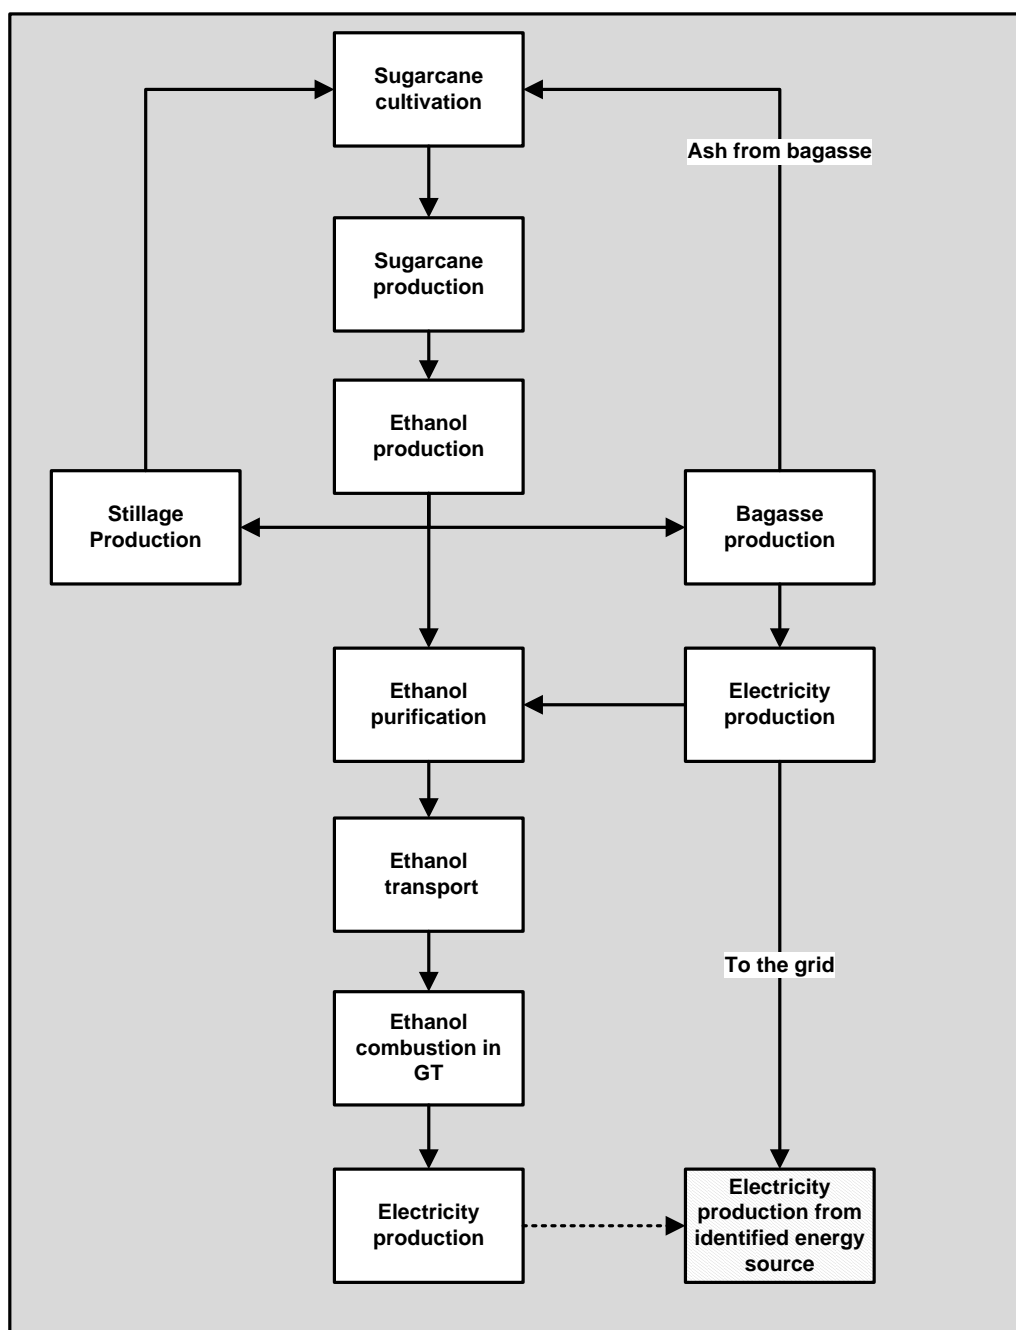 Sugarcane
cultivation
Ash from bagasse
Sugarcane
production
Ethanol
production
Stillage
Production
Bagasse
production
Ethanol
purification
Electricity
production
Ethanol
transport
To the grid
Ethanol
combustion in
GT
Electricity
production
Electricity
production from
identified energy
source